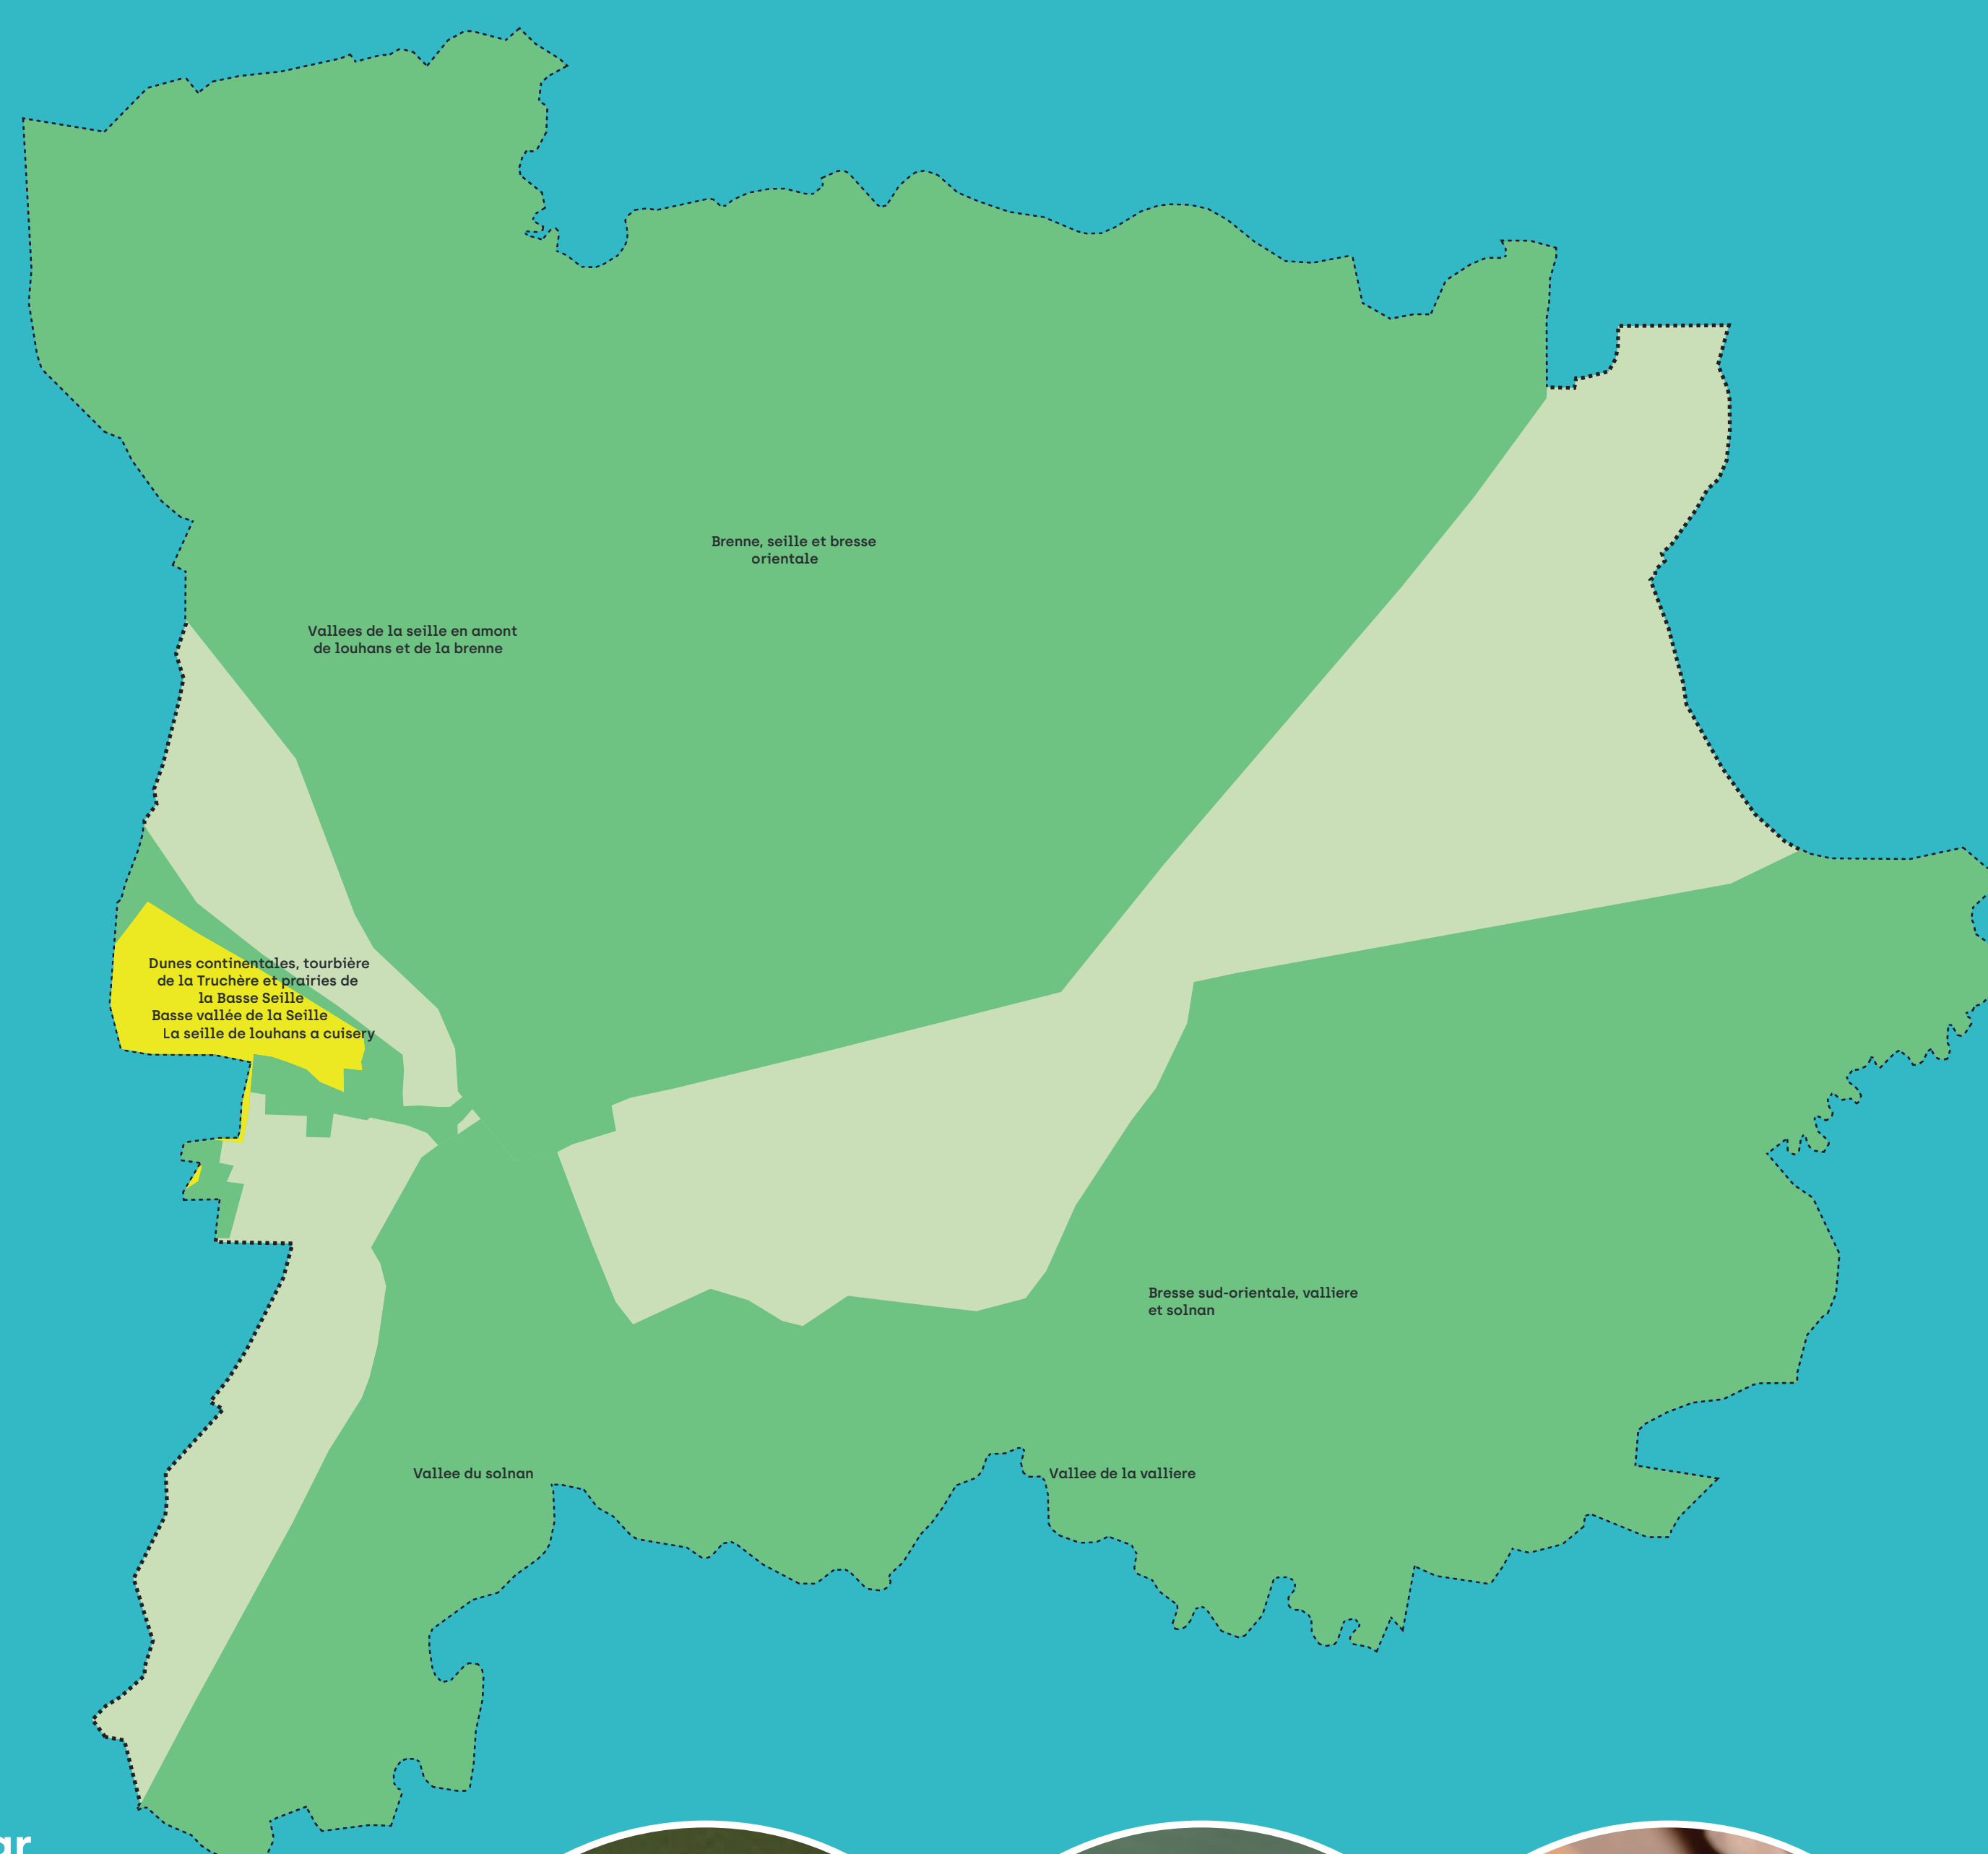 Brenne, seille et bresse
orientale
Vallees de la seille en amont
de louhans et de la brenne
Dunes continentales, tourbière
de la Truchère et prairies de
la Basse Seille
Basse vallée de la Seille
La seille de louhans a cuisery
Bresse sud-orientale, valliere
et solnan
Vallee du solnan
Vallee de la valliere